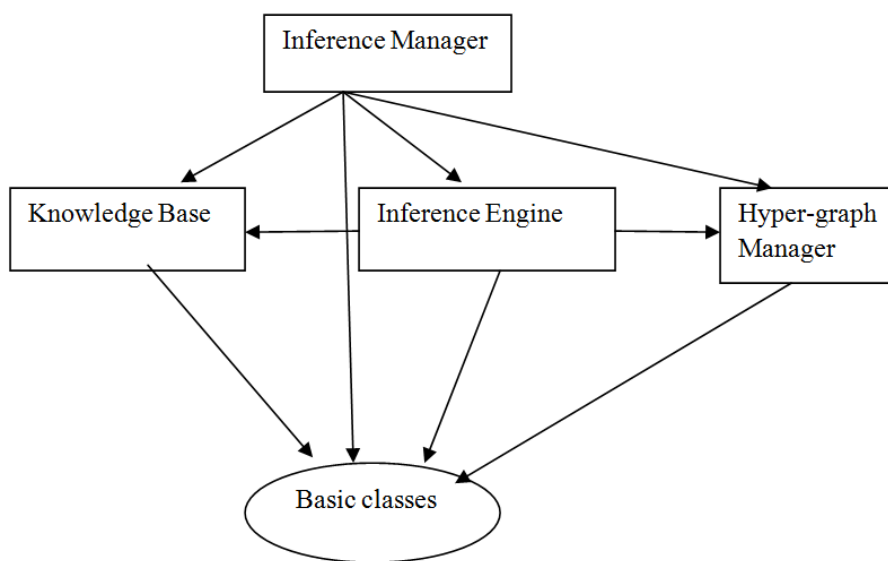 Inference Manager
Knowledge Base
Inference Engine
Hyper-graph
Manager
Basic classes